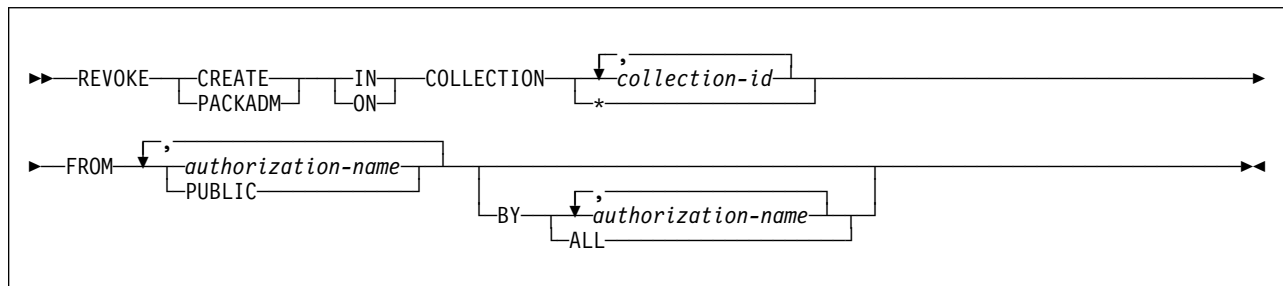 ,
REVOKE CREATE IN COLLECTION collection-id
PACKADM ON *
,
FROM authorization-name
PUBLIC
,
BY authorization-name
ALL